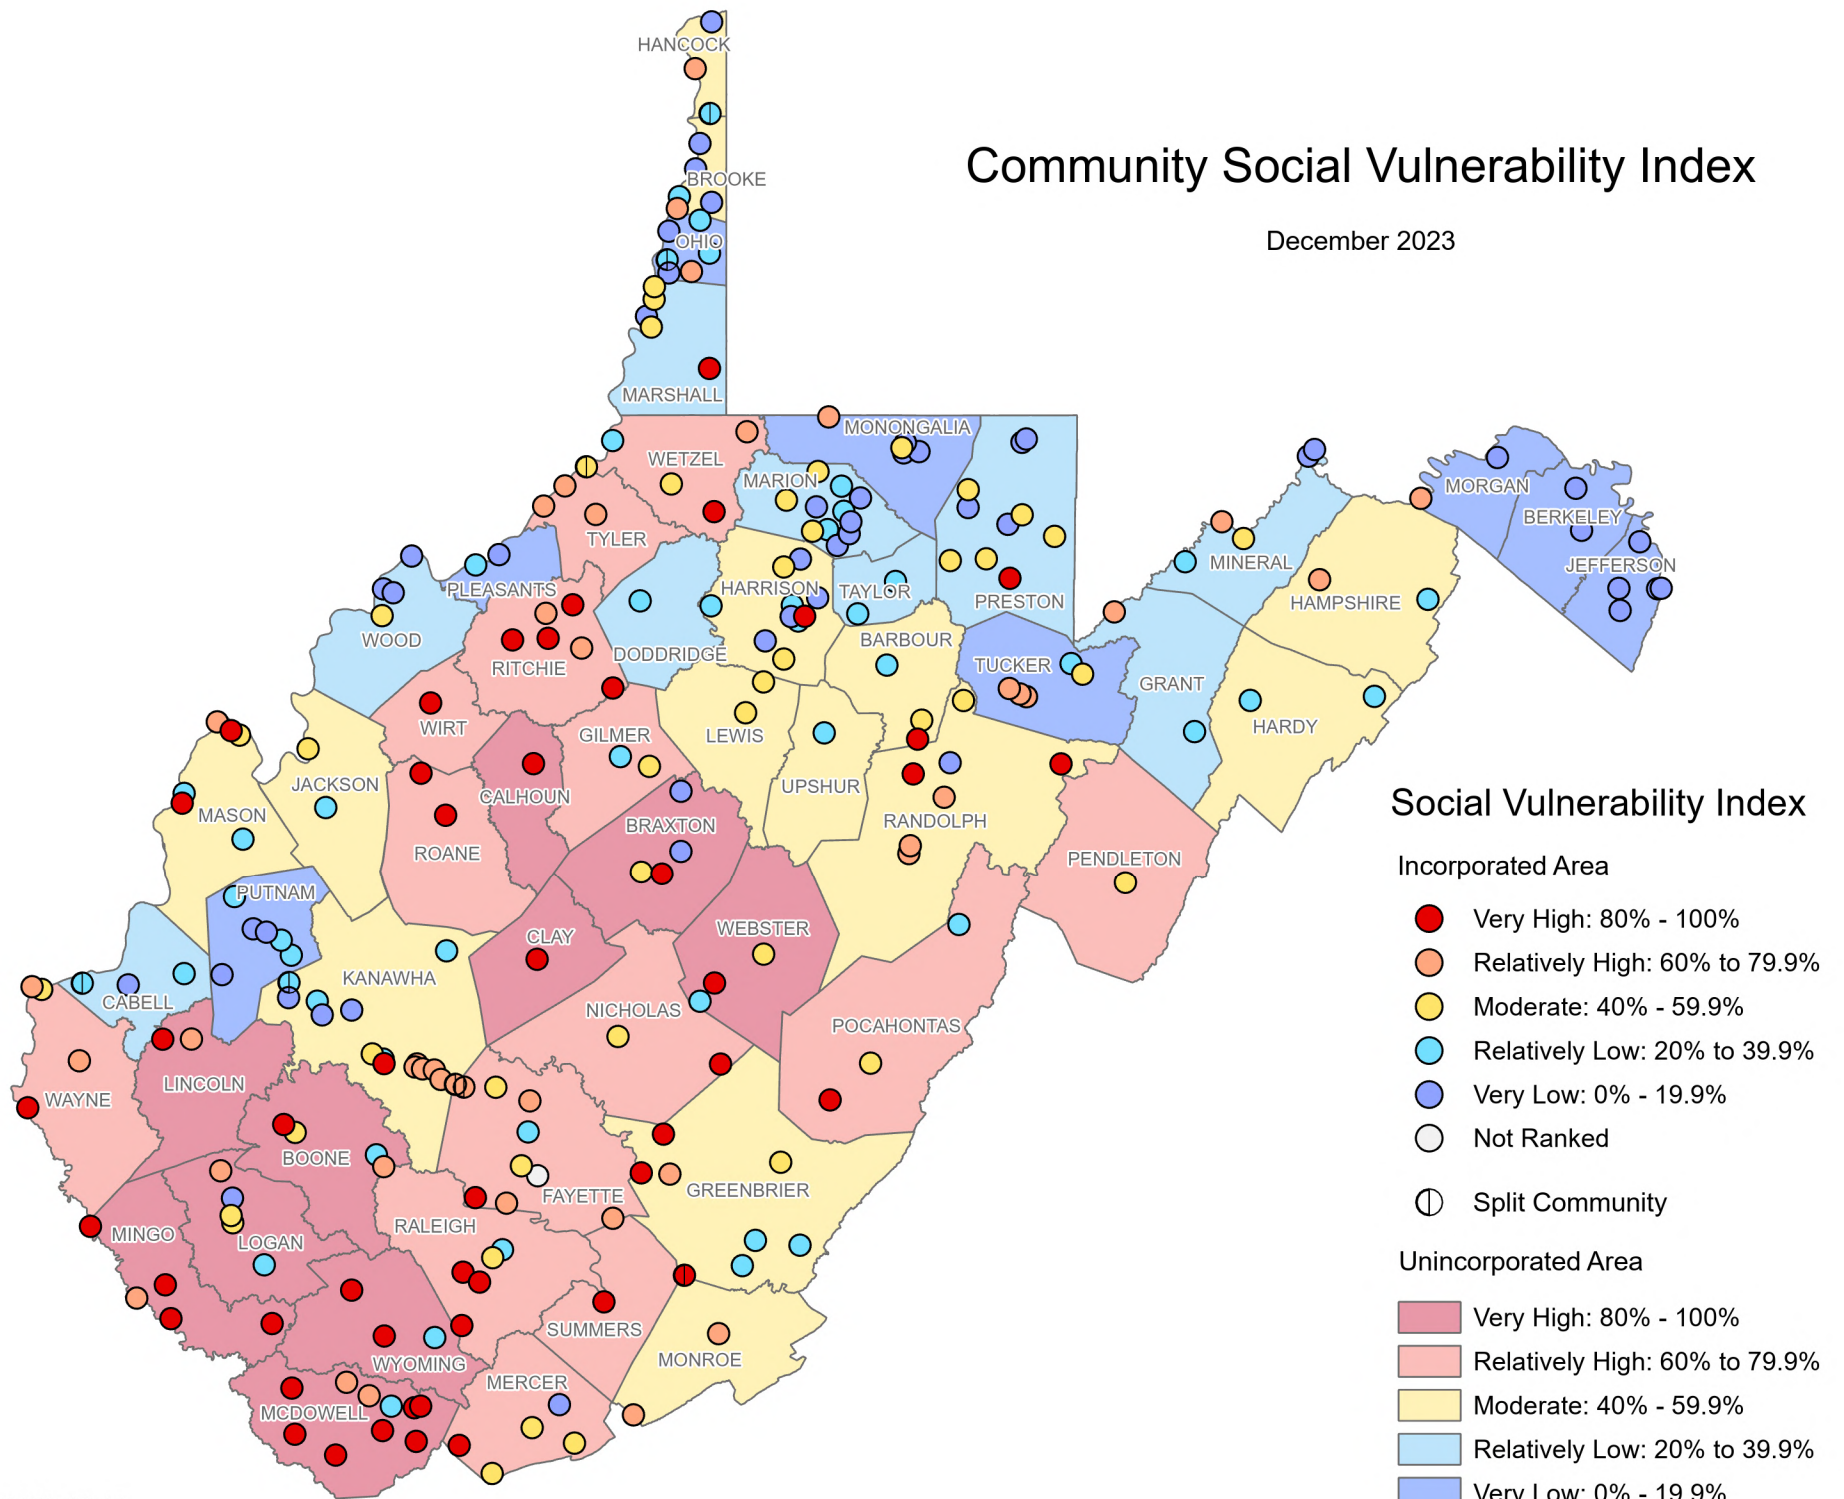 HANCOCK
Community Social Vulnerability Index
BROOKE
December 2023
OHIO
MARSHALL
MONONGALIA
WETZEL
MARION
MORGAN
BERKELEY
TYLER
PLEASANTS
HARRISON
TAYLOR
PRESTON
MINERAL
JEFFERSON
HAMPSHIRE
WOOD
RITCHIE
DODDRIDGE
BARBOUR
TUCKER
GRANT
WIRT
GILMER
LEWIS
HARDY
JACKSON
CALHOUN
UPSHUR
MASON
BRAXTON
RANDOLPH
ROANE
PENDLETON
PUTNAM
WEBSTER
CLAY
KANAWHA
CABELL
NICHOLAS
POCAHONTAS
LINCOLN
WAYNE
BOONE
FAYETTE
GREENBRIER
MINGO
LOGAN
RALEIGH
SUMMERS
WYOMING
MONROE
MERCER
MCDOWELL
Social Vulnerability Index
Incorporated Area
Very High: 80% - 100%
Relatively High: 60% to 79.9%
Moderate: 40% - 59.9%
Relatively Low: 20% to 39.9%
Very Low: 0% - 19.9%
Not Ranked
Split Community
Unincorporated Area
Very High: 80% - 100%
Relatively High: 60% to 79.9%
Moderate: 40% - 59.9%
Relatively Low: 20% to 39.9%
Very Low: 0% - 19.9%